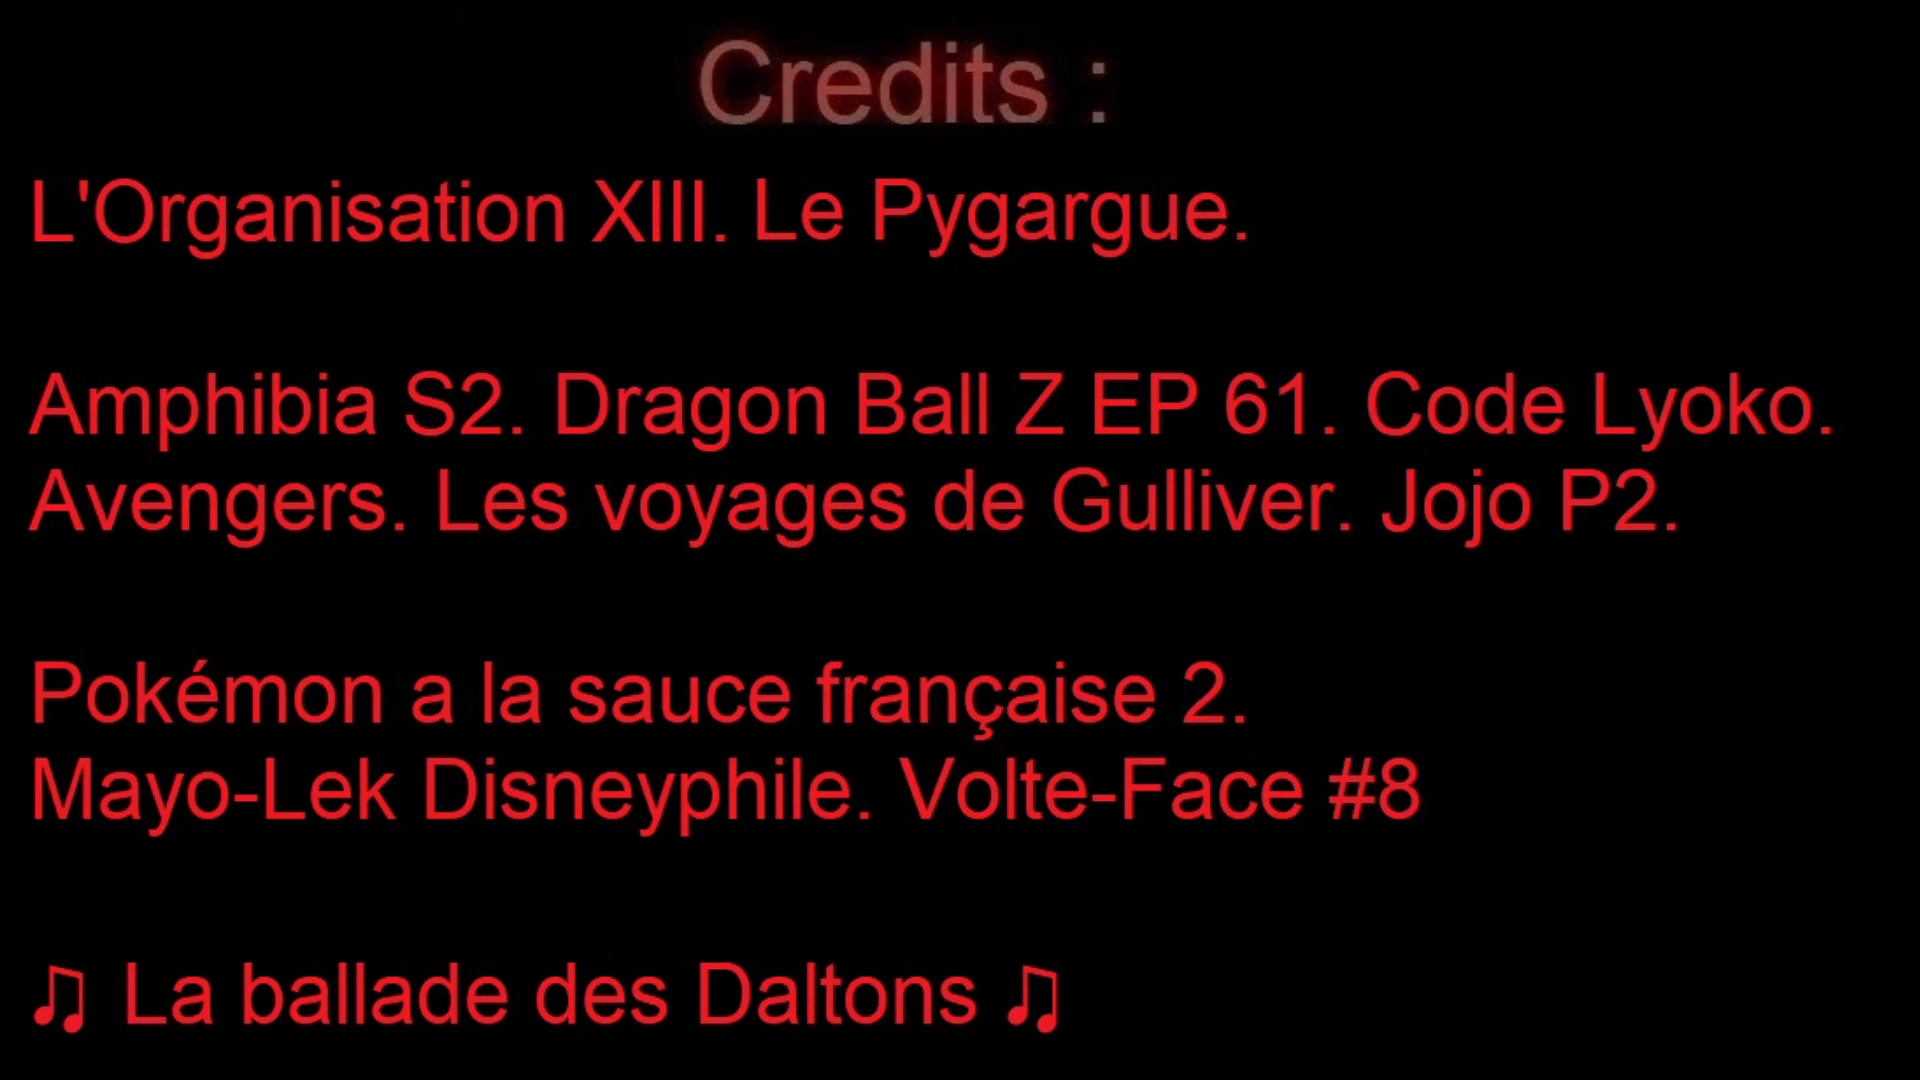 Credits :
L'Organisation XIII. Le Pygargue.
Amphibia S2. Dragon Ball Z EP 61. Code Lyoko.
Avengers. Les voyages de Gulliver. Jojo P2.
Pokémon a la sauce française 2.
Mayo-Lek Disneyphile. Volte-Face #8
♫ La ballade des Daltons ♫